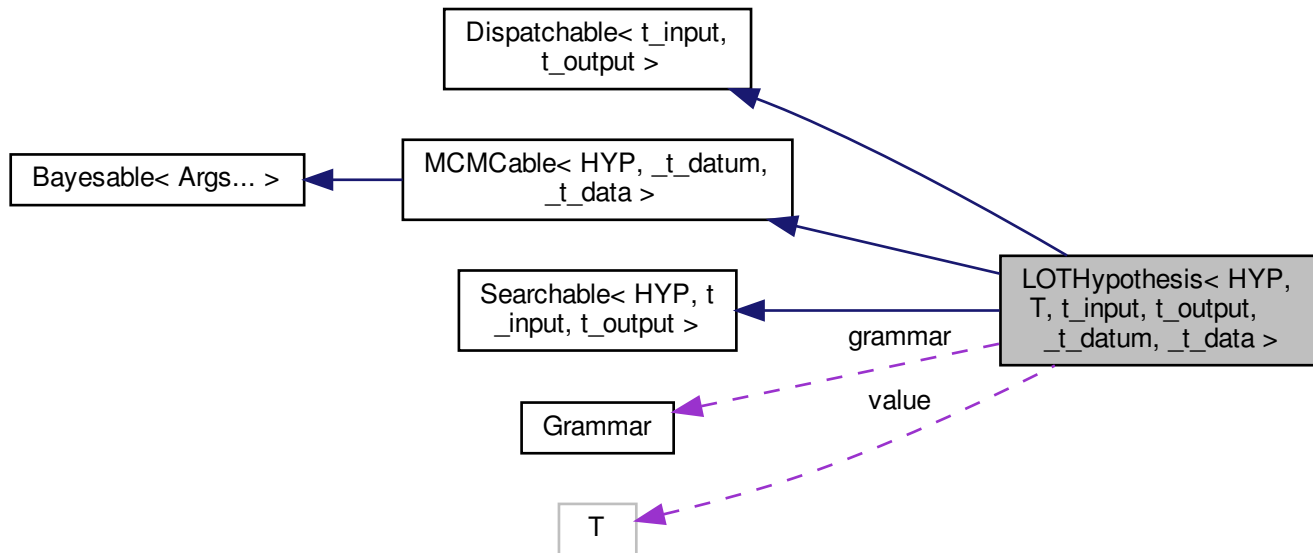 Dispatchable< t_input,
t_output >
Bayesable< Args... >
MCMCable< HYP, _t_datum,
_t_data >
Searchable< HYP, t
_input, t_output >
LOTHypothesis< HYP,
T, t_input, t_output,
_t_datum, _t_data >
grammar
value
Grammar
T